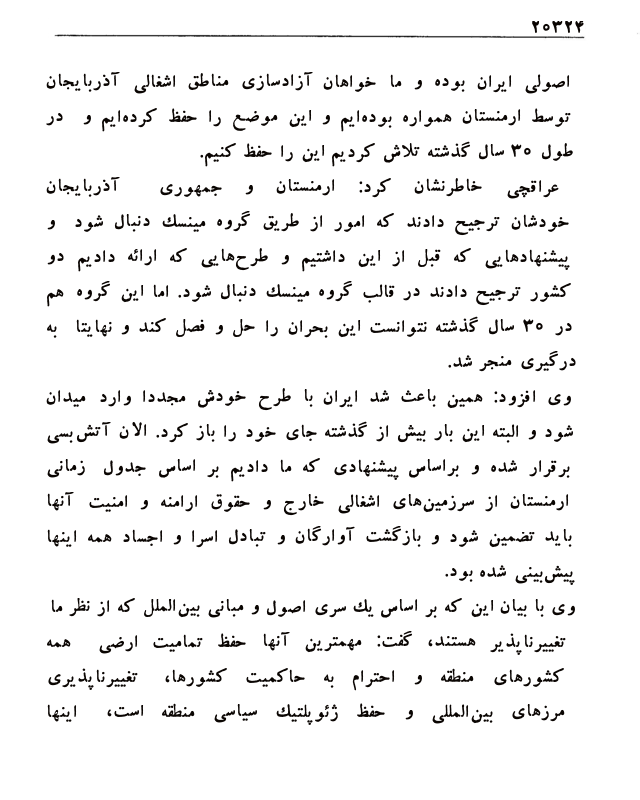 ۲۰۳۲۴
اصولی ایران بوده و ما خواهان آزادسازی مناطق اشغالی آذربایجان
توسط ارمنستان همواره بوده‌ایم و این موضع را حفظ کرده‌ایم و در
طول ۳۰ سال گذشته تلاش کردیم این را حفظ کنیم.
عراقچی خاطرنشان کرد: ارمنستان و جمهوری آذربایجان
خودشان ترجیح دادند که امور از طریق گروه مینسك دنبال شود و
پیشنهادهایی که قبل از این داشتیم و طرح‌هایی که ارائه دادیم دو
کشور ترجیح دادند در قالب گروه مینسك دنبال شود. اما این گروه هم
در ۳۰ سال گذشته نتوانست این بحران را حل و فصل کند و نهایتا به
درگیری منجر شد.
وی افزود: همین باعث شد ایران با طرح خودش مجددا وارد میدان
شود و البته این بار بیش از گذشته جای خود را باز کرد. الان آتش‌بسی
برقرار شده و براساس پیشنهادی که ما دادیم بر اساس جدول زمانی
ارمنستان از سرزمین‌های اشغالی خارج و حقوق ارامنه و امنیت آنها
باید تضمین شود و بازگشت آوارگان و تبادل اسرا و اجساد همه اینها
پیش‌بینی شده بود.
وی با بیان این که بر اساس یك سری اصول و مبانی بین‌الملل که از نظر ما
تغییرناپذیر هستند، گفت: مهمترین آنها حفظ تمامیت ارضی همه
کشورهای منطقه و احترام به حاکمیت کشورها، تغییرناپذیری
مرزهای بین‌المللی و حفظ ژئوپلتیك سیاسی منطقه است، اینها